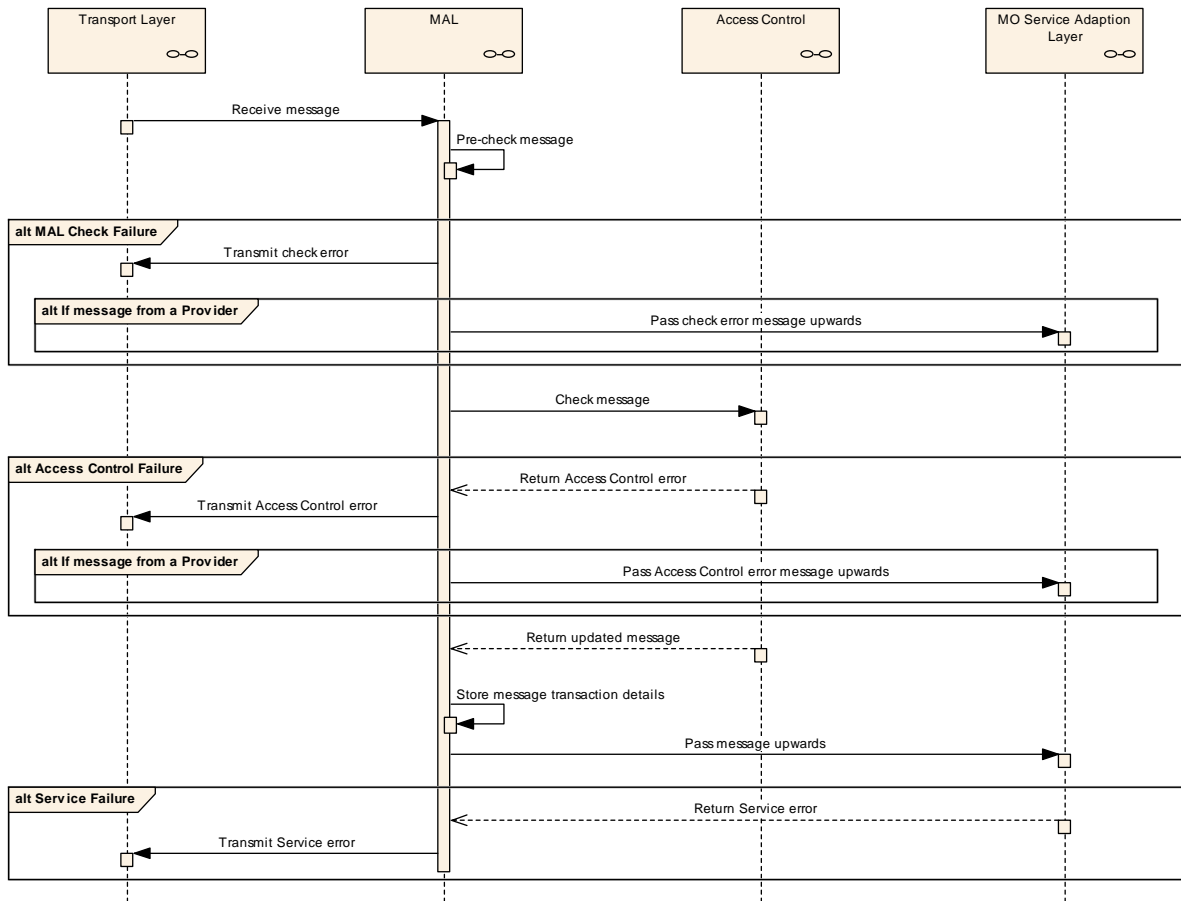 Transport Layer
MAL
Access Control
MO Service Adaption
Layer
Receive message
Pre-check message
alt MAL Check Failure
Transmit check error
alt If message from a Provider
Pass check error message upwards
Check message
alt Access Control Failure
Return Access Control error
Transmit Access Control error
alt If message from a Provider
Pass Access Control error message upwards
Return updated message
Store message transaction details
Pass message upwards
alt Service Failure
Return Service error
Transmit Service error